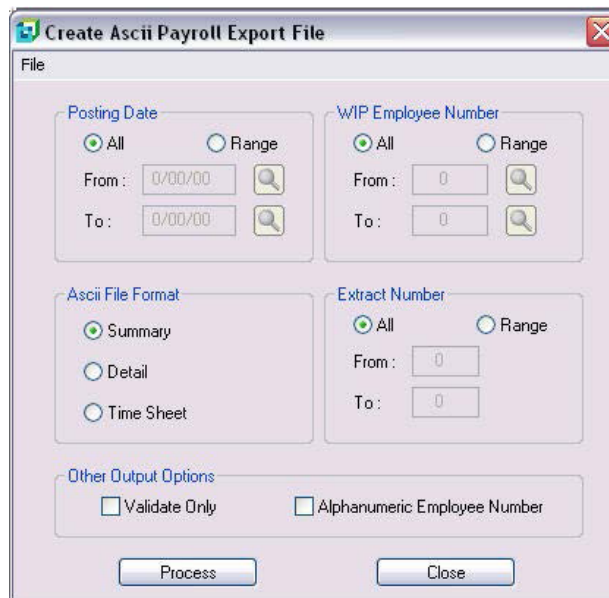 Create Ascii Payroll Export File
File
Posting Date
All Range
From : 0/00/00
To : 0/00/00
WIP Employee Number
All Range
From : 0
To : 0
Ascii File Format
Summary
Detail
Time Sheet
Extract Number
All Range
From : 0
To : 0
Other Output Options
Validate Only Alphanumeric Employee Number
Process Close